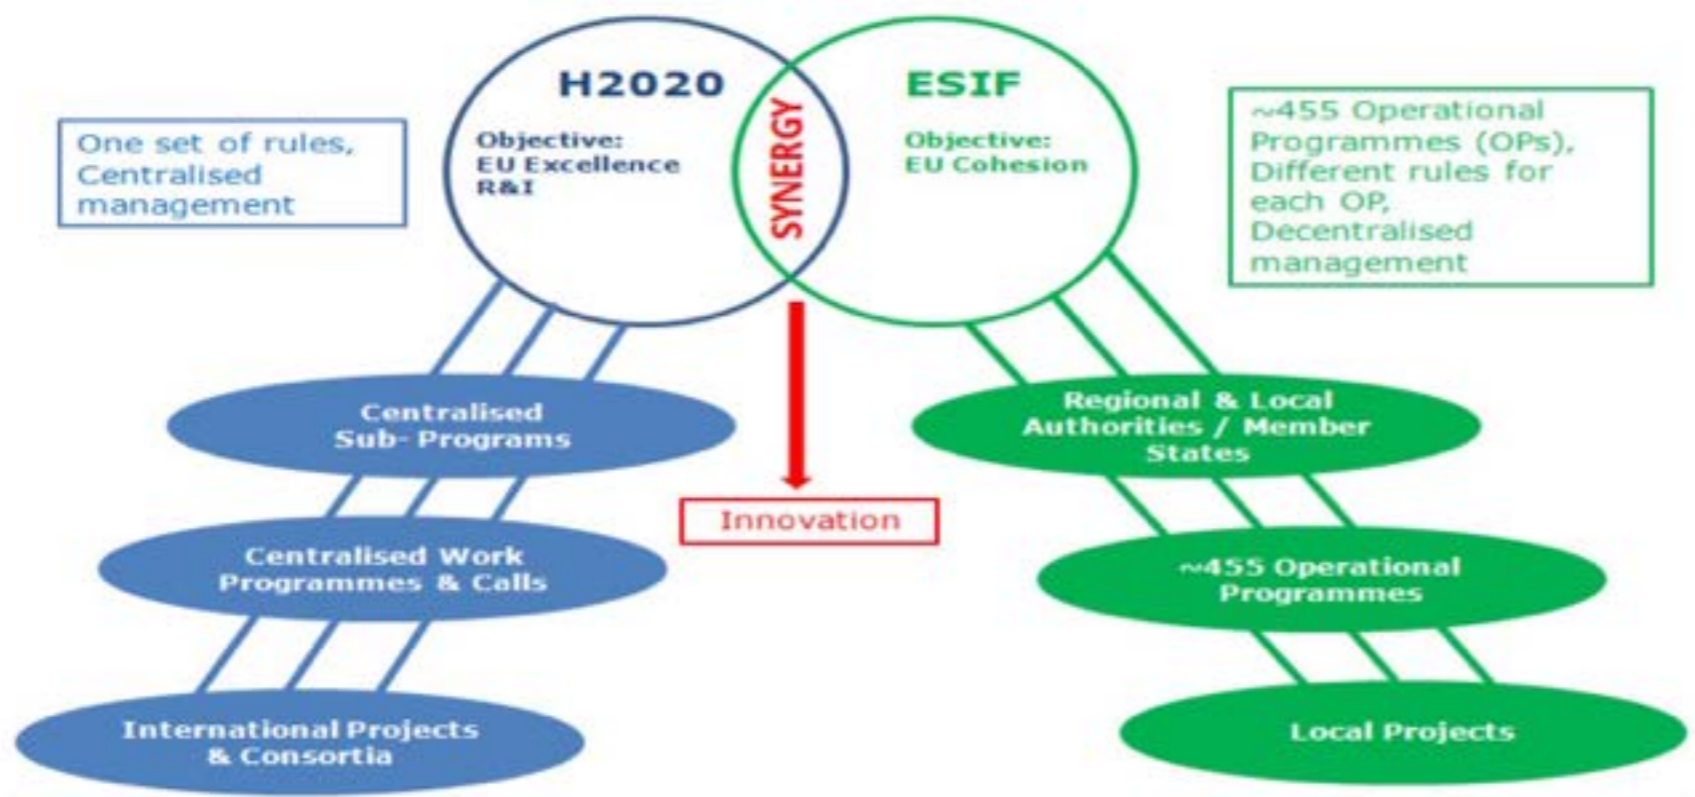 H2020
Objective:
EU Excellence
R&I
SYNERGY
ESIF
Objective:
EU Cohesion
One set of rules,
Centralised
management
~455 Operational
Programmes (OPs),
Different rules for
each OP,
Decentralised
management
Centralised
Sub- Programs
Regional & Local
Authorities / Member
States
Innovation
Centralised Work
Programmes & Calls
~455 Operational
Programmes
International Projects
& Consortia
Local Projects